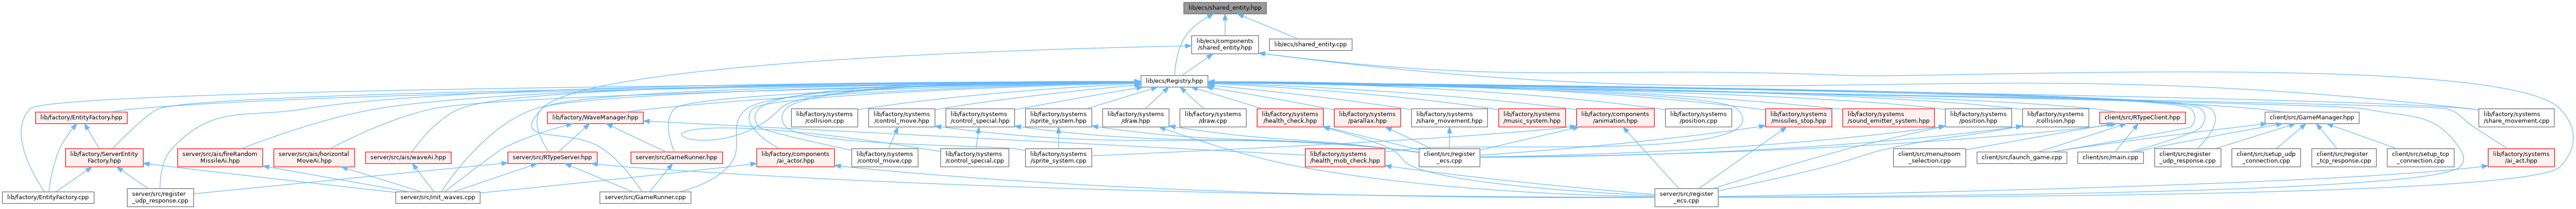 lib/ecs/shared_entity.hpp
lib/ecs/components
/shared_entity.hpp
lib/ecs/shared_entity.cpp
lib/ecs/Registry.hpp
lib/factory/EntityFactory.hpp
lib/factory/WaveManager.hpp
lib/factory/systems
/collision.cpp
lib/factory/systems
/control_move.hpp
lib/factory/systems
/control_special.hpp
lib/factory/systems
/sprite_system.hpp
lib/factory/systems
/draw.hpp
lib/factory/systems
/draw.cpp
lib/factory/systems
/health_check.hpp
lib/factory/systems
/parallax.hpp
lib/factory/systems
/share_movement.hpp
lib/factory/systems
/music_system.hpp
lib/factory/components
/animation.hpp
lib/factory/systems
/position.cpp
lib/factory/systems
/missiles_stop.hpp
lib/factory/systems
/sound_emitter_system.hpp
lib/factory/systems
/position.hpp
lib/factory/systems
/collision.hpp
client/src/RTypeClient.hpp
client/src/GameManager.hpp
lib/factory/systems
/share_movement.cpp
lib/factory/ServerEntity
Factory.hpp
server/src/ais/fireRandom
MissileAi.hpp
server/src/ais/horizontal
MoveAi.hpp
server/src/ais/waveAi.hpp
server/src/RTypeServer.hpp
server/src/GameRunner.hpp
lib/factory/components
/ai_actor.hpp
lib/factory/systems
/control_move.cpp
lib/factory/systems
/control_special.cpp
lib/factory/systems
/sprite_system.cpp
lib/factory/systems
/health_mob_check.hpp
client/src/register
_ecs.cpp
client/src/menu/room
_selection.cpp
client/src/launch_game.cpp
client/src/main.cpp
client/src/register
_udp_response.cpp
client/src/setup_udp
_connection.cpp
client/src/register
_tcp_response.cpp
client/src/setup_tcp
_connection.cpp
lib/factory/systems
/ai_act.hpp
lib/factory/EntityFactory.cpp
server/src/register
_udp_response.cpp
server/src/init_waves.cpp
server/src/GameRunner.cpp
server/src/register
_ecs.cpp